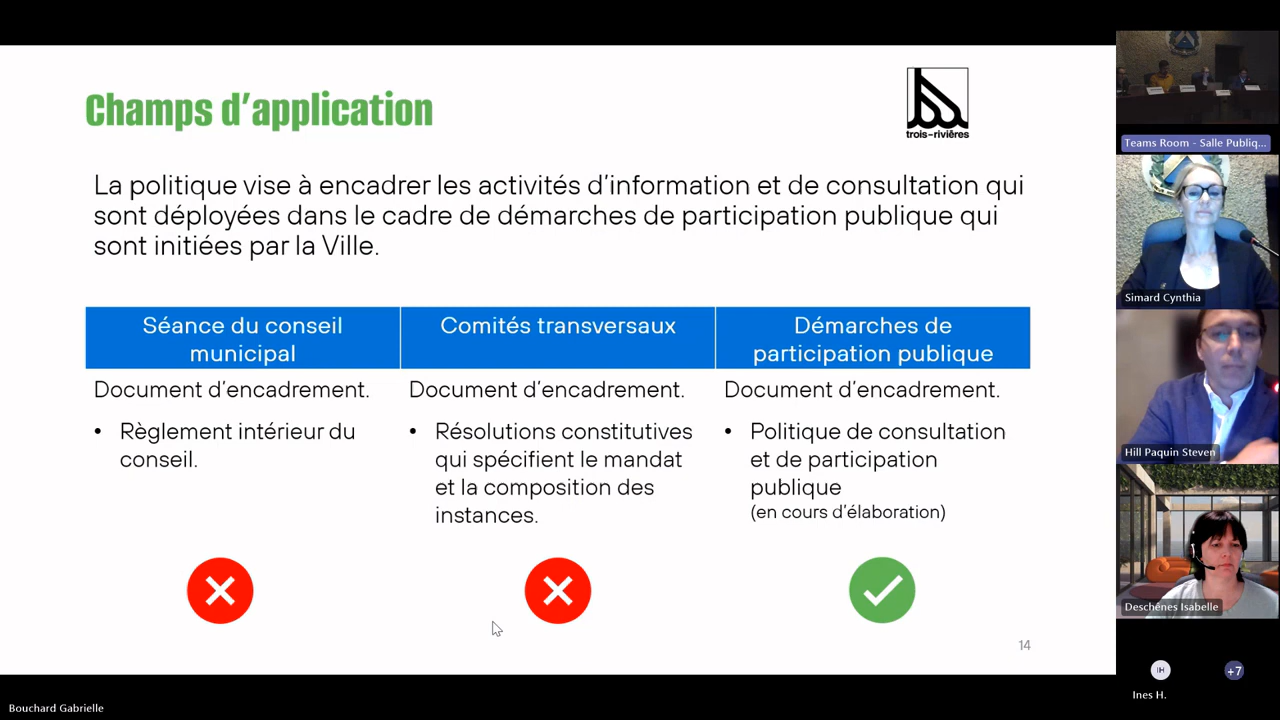 Champs d'application
trois-rivières
La politique vise à encadrer les activités d'information et de consultation qui
sont déployées dans le cadre de démarches de participation publique qui
sont initiées par la Ville.
Séance du conseil
municipal
Comités transversaux
Démarches de
participation publique
Document d'encadrement.
• Règlement intérieur du
conseil.
Document d'encadrement.
• Résolutions constitutives
qui spécifient le mandat
et la composition des
instances.
Document d'encadrement.
• Politique de consultation
et de participation
publique
(en cours d'élaboration)
14
Bouchard Gabrielle
Teams Room - Salle Publiq...
Simard Cynthia
Hill Paquin Steven
Deschênes Isabelle
IH
+7
Ines H.